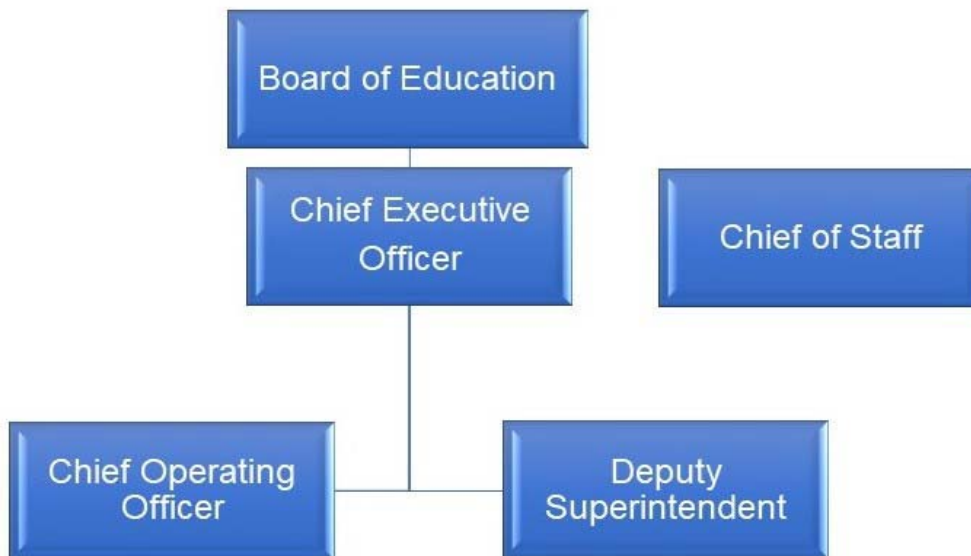 Board of Education
Chief Executive
Officer
Chief of Staff
Chief Operating
Officer
Deputy
Superintendent